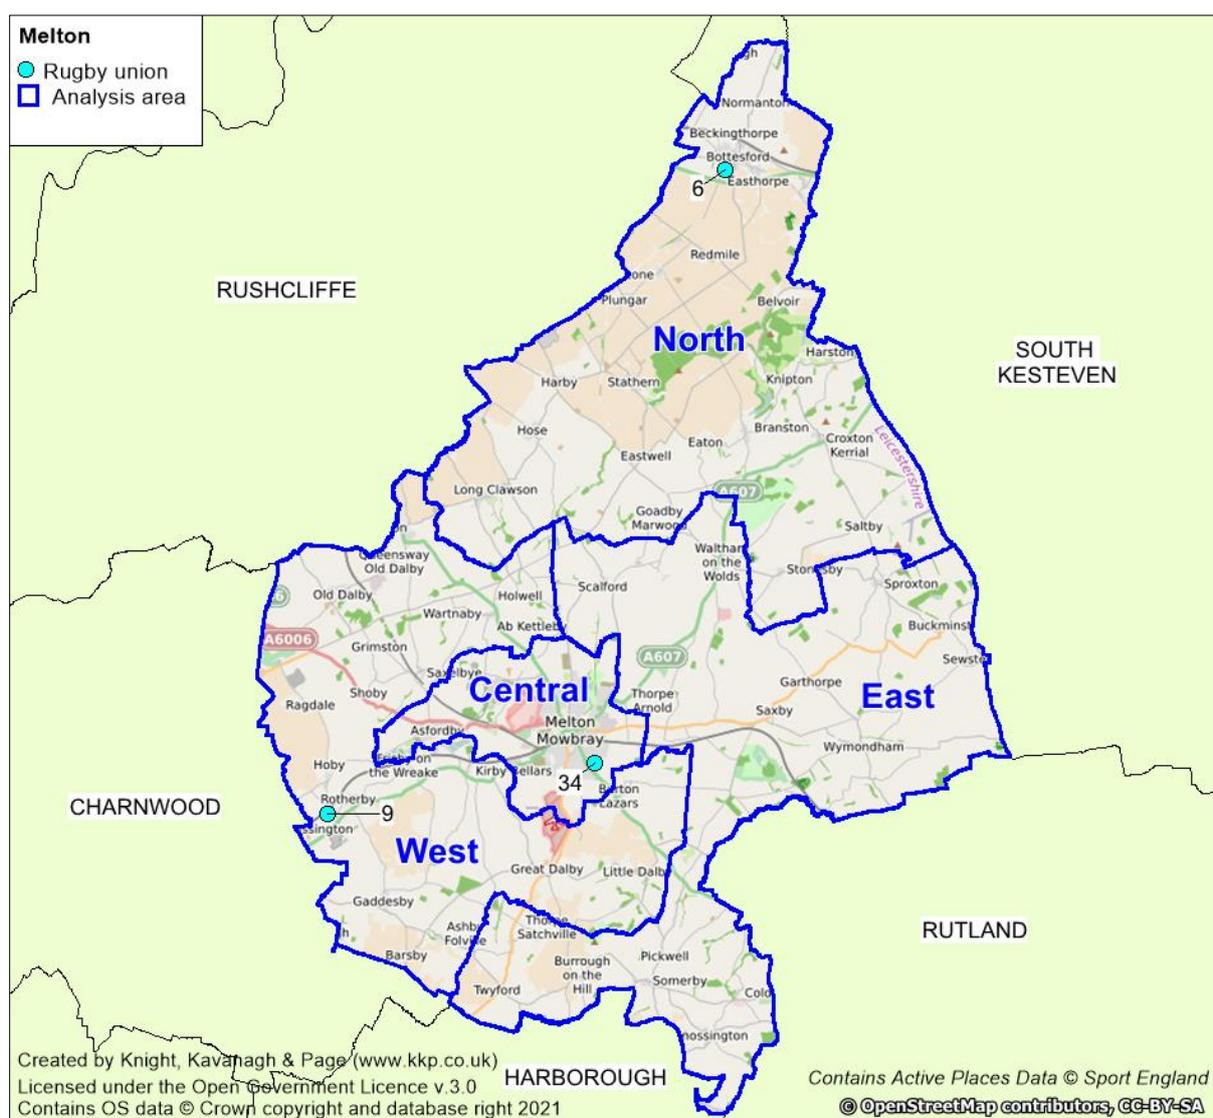 Melton
Rugby union
Analysis area
Normanton
Beckingthorpe
Bottesford
6
Easthorpe
Redmile
RUSHCLIFFE
Plungar
Belvoir
North
Harston
SOUTH
KESTEVEN
Harby
Stathern
Knipton
Hose
Branston
Croxton
Kerrial
Eaton
Eastwell
Leicestershire
Long Clawson
A607
Goadby
Marwood
Saltby
Queensway
Old Dalby
Waltham
on the
Wolds
Stonesby
Scalford
Sproxton
Old Dalby
Holwell
Wartnaby
Ab Kettleby
A6006
Grimston
A607
Saxelbye
Central
Garthorpe
East
Shoby
Ragdale
Thorpe
Arnold
Saxby
Asfordby
Melton
Mowbray
Wymondham
Hoby
Frisby on
the Wreake
Kirby Bellars
34
Burton
Lazars
CHARNWOOD
Rotherby
9
West
Great Dalby
Little Dalby
Gaddesby
RUTLAND
Ashby
Folville
Thorpe
Satchville
Barsby
Pickwell
Burrough
on the
Hill
Somerby
Twyford
Cold
Created by Knight, Kavanagh & Page (www.kkp.co.uk)
Licensed under the Open Government Licence v.3.0
Contains OS data © Crown copyright and database right 2021
HARBOROUGH
Contains Active Places Data © Sport England
© OpenStreetMap contributors, CC-BY-SA